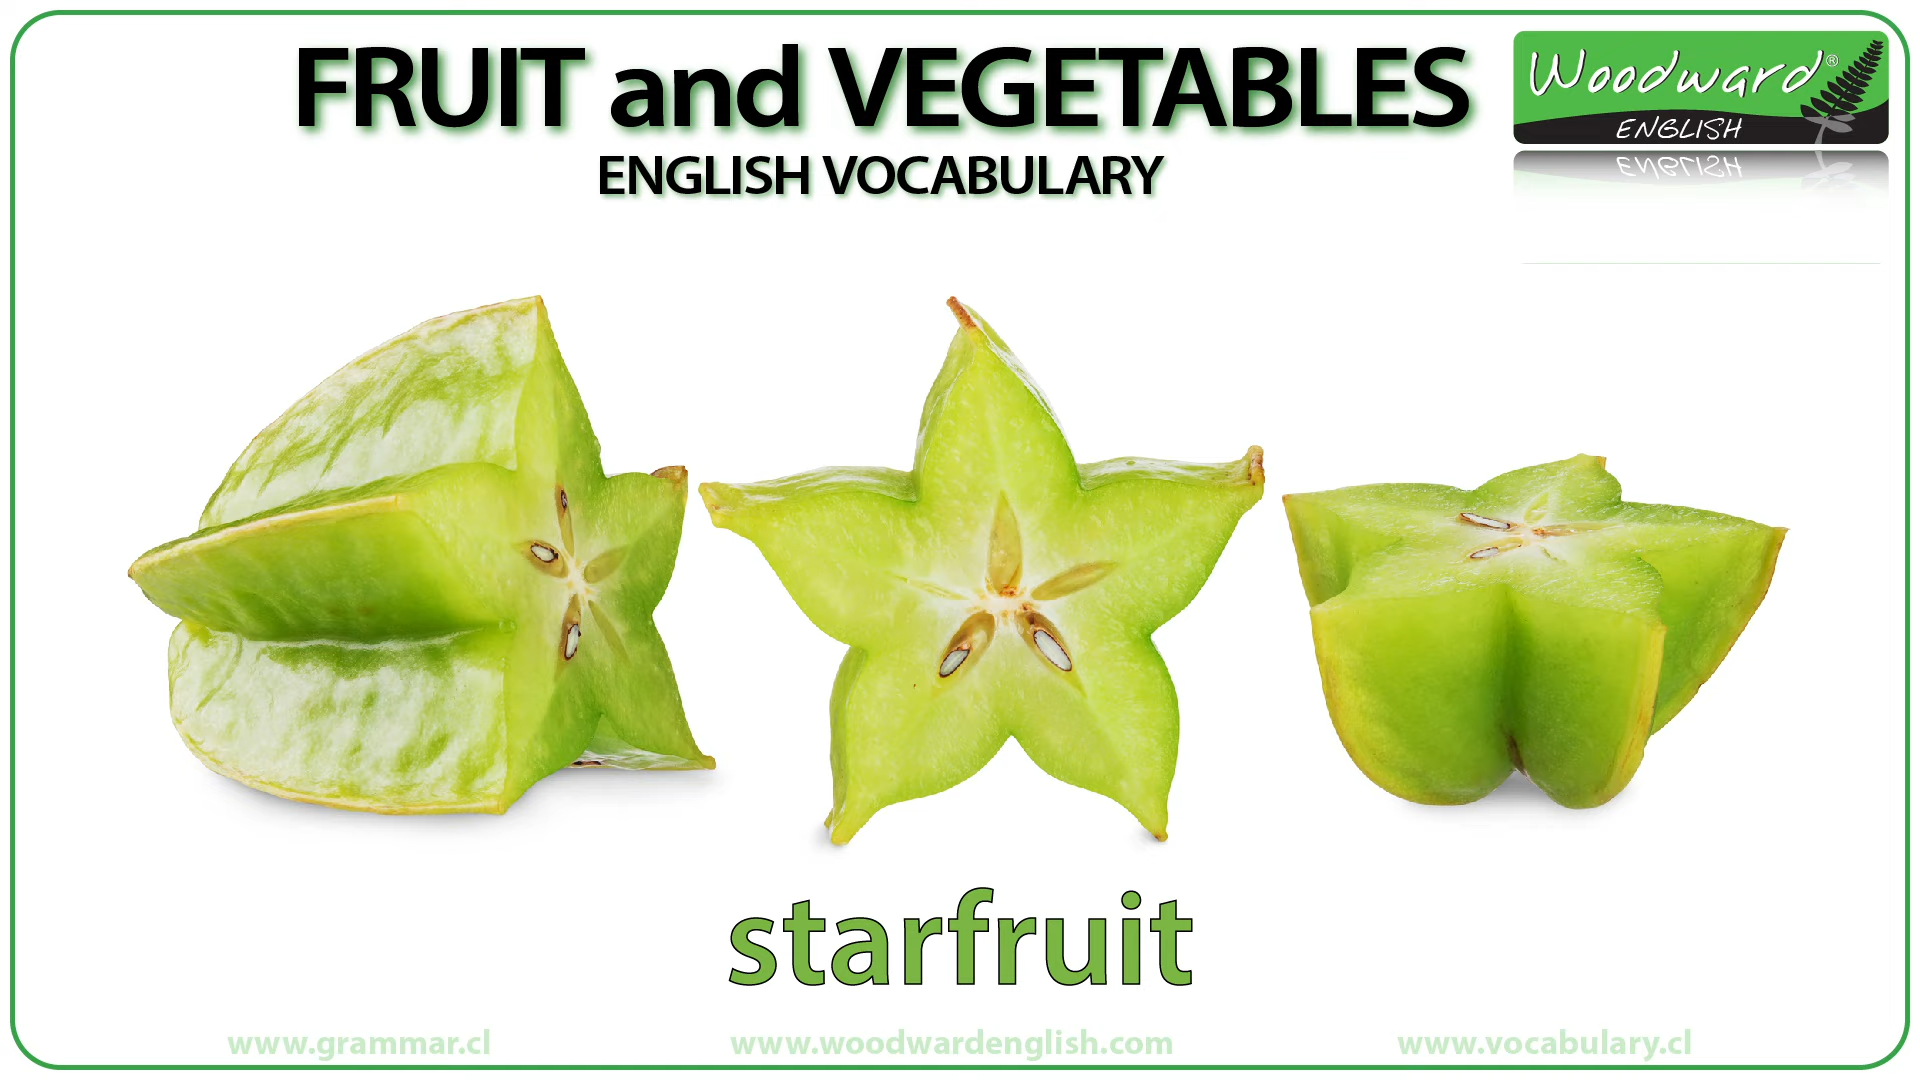 FRUIT and VEGETABLES
ENGLISH VOCABULARY
Woodward®
ENGLISH
starfruit
www.grammar.cl
www.woodwardenglish.com
www.vocabulary.cl